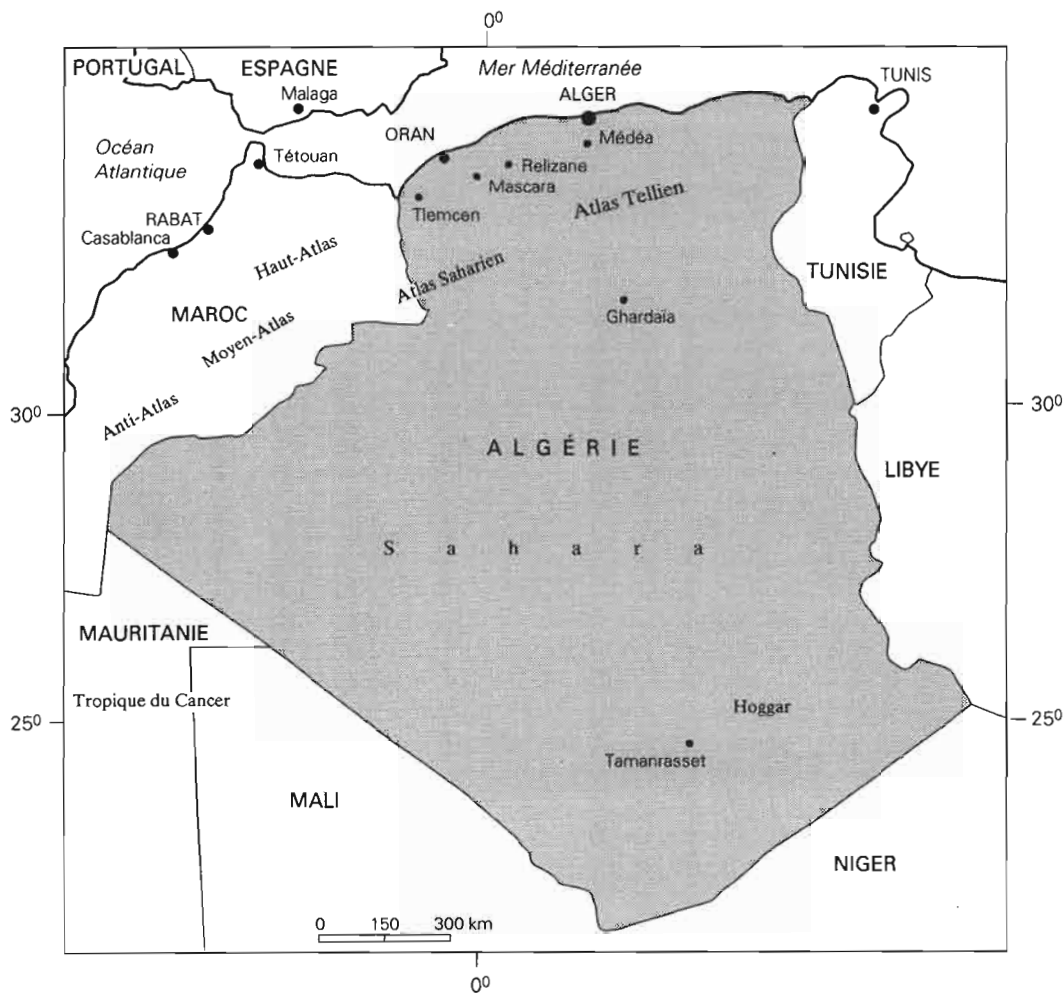 0⁰
PORTUGAL
ESPAGNE
Mer Méditerranée
TUNIS
Malaga
ALGER
ORAN
Médéa
Océan
Atlantique
Tétouan
Relizane
Mascara
Tlemcen
Atlas Tellien
RABAT
Casablanca
Haut-Atlas
Atlas Saharien
TUNISIE
MAROC
Ghardaïa
Moyen-Atlas
30⁰
30⁰
Anti-Atlas
ALGÉRIE
LIBYE
Sahara
MAURITANIE
Tropique du Cancer
Hoggar
25⁰
25⁰
Tamanrasset
MALI
NIGER
0 150 300 km
0⁰